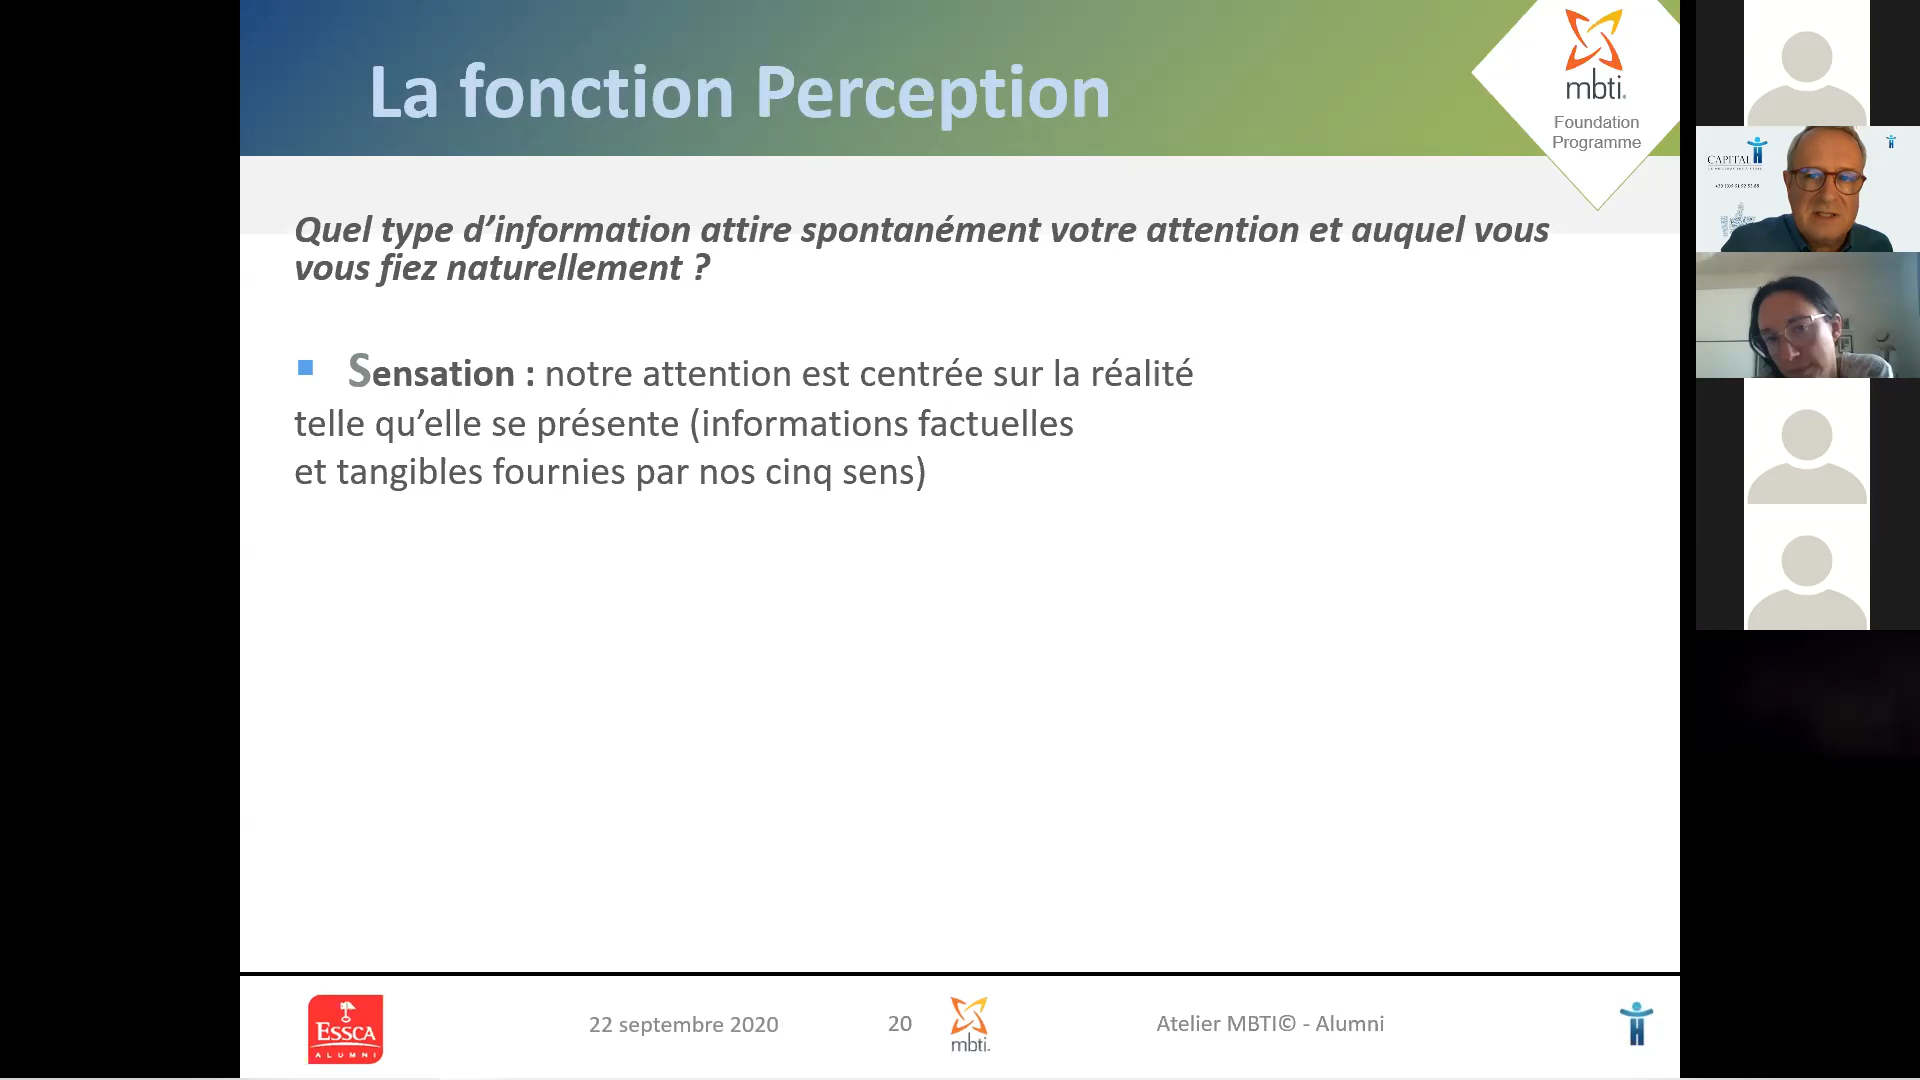 La fonction Perception
mbti.
Foundation
Programme
Quel type d’information attire spontanément votre attention et auquel vous
vous fiez naturellement ?
Sensation : notre attention est centrée sur la réalité
telle qu’elle se présente (informations factuelles
et tangibles fournies par nos cinq sens)
ESSCA
ALUMNI
22 septembre 2020
20
mbti.
Atelier MBTI© - Alumni
CAPITAL